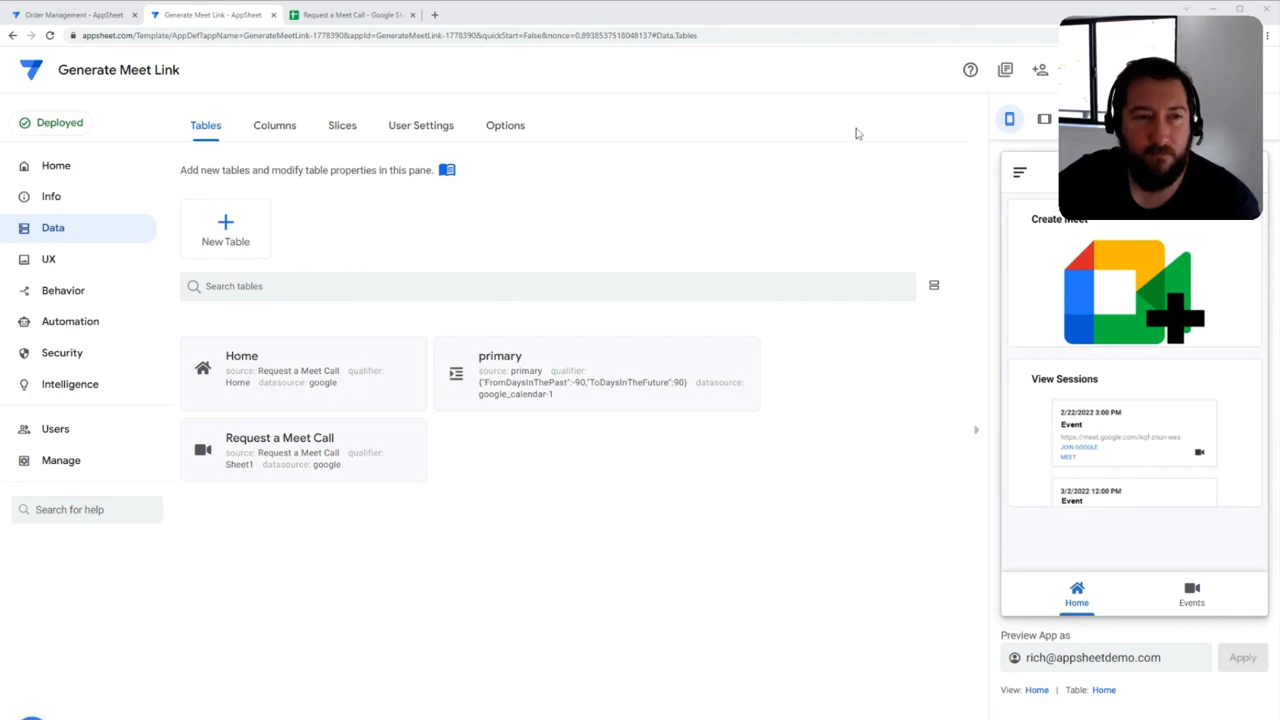 Order Management - AppSheet
Generate Meet Link - AppSheet
Request a Meet Call - Google Sh
appsheet.com/Template/AppDef?appName=GenerateMeetLink-1778390&appId=GenerateMeetLink-1778390&quickStart=False&nonce=0.8938537518048137#Data.Tables
Generate Meet Link
Deployed
Home
Info
Data
UX
Behavior
Automation
Security
Intelligence
Users
Manage
Search for help
Tables
Columns
Slices
User Settings
Options
Add new tables and modify table properties in this pane.
New Table
Search tables
Home
source: Request a Meet Call qualifier:
Home datasource: google
primary
source: primary qualifier:
{"FromDaysInThePast":-90,"ToDaysInTheFuture":90} datasource:
google_calendar-1
Request a Meet Call
source: Request a Meet Call qualifier:
Sheet1 datasource: google
Create Meet
View Sessions
2/22/2022 3:00 PM
Event
https://meet.google.com/kqf-znun-wes
JOIN GOOGLE
MEET
3/2/2022 12:00 PM
Event
Home
Events
Preview App as
rich@appsheetdemo.com
Apply
View: Home | Table: Home